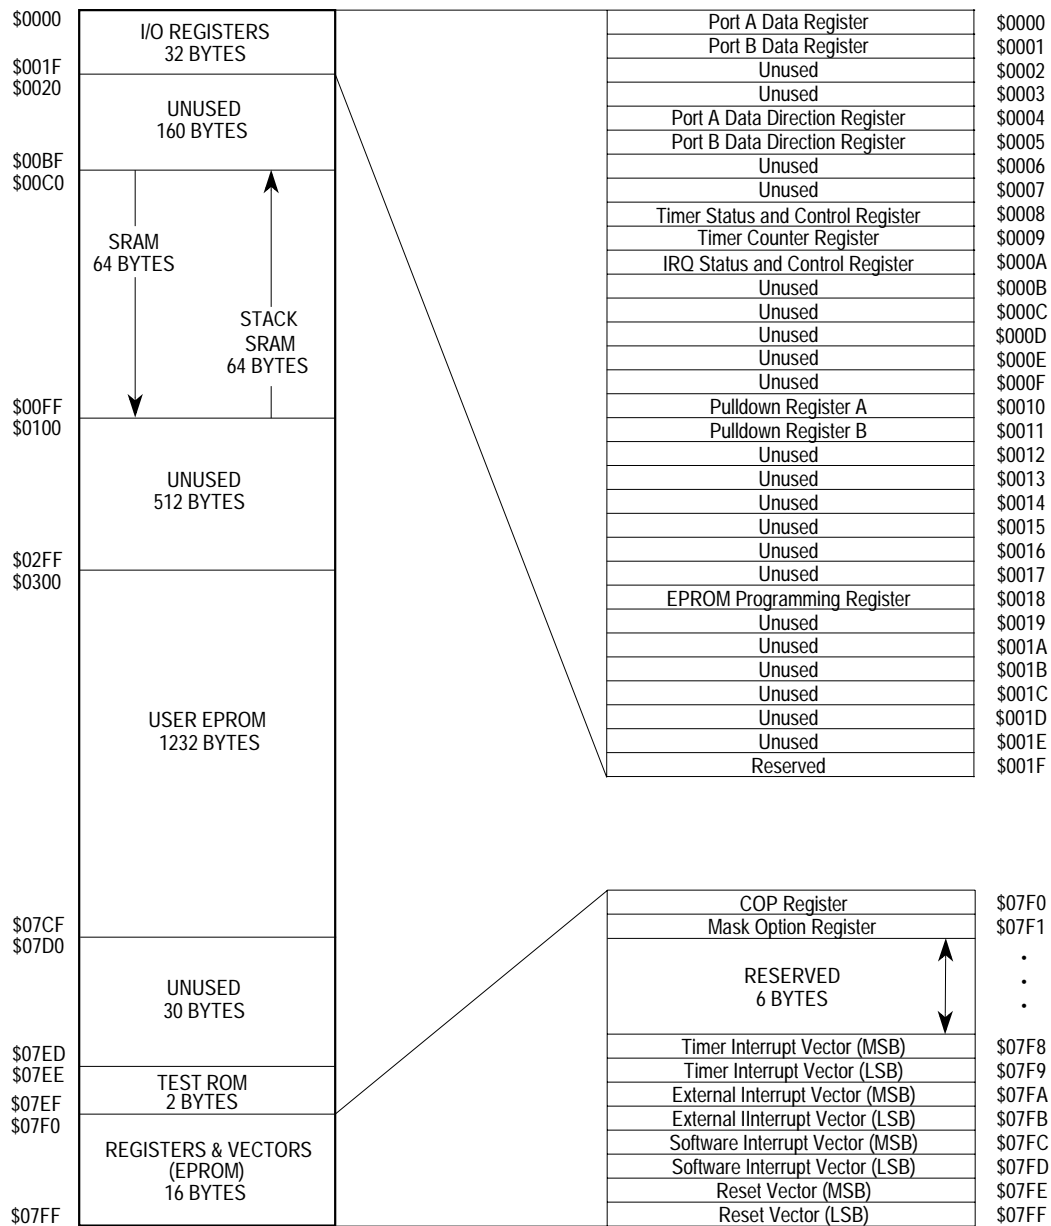 $0000
I/O REGISTERS
32 BYTES
$001F
$0020
UNUSED
160 BYTES
$00BF
$00C0
SRAM
64 BYTES
STACK
SRAM
64 BYTES
$00FF
$0100
UNUSED
512 BYTES
$02FF
$0300
USER EPROM
1232 BYTES
$07CF
$07D0
UNUSED
30 BYTES
$07ED
$07EE
TEST ROM
2 BYTES
$07EF
$07F0
REGISTERS & VECTORS
(EPROM)
16 BYTES
$07FF
Port A Data Register $0000
Port B Data Register $0001
Unused $0002
Unused $0003
Port A Data Direction Register $0004
Port B Data Direction Register $0005
Unused $0006
Unused $0007
Timer Status and Control Register $0008
Timer Counter Register $0009
IRQ Status and Control Register $000A
Unused $000B
Unused $000C
Unused $000D
Unused $000E
Unused $000F
Pulldown Register A $0010
Pulldown Register B $0011
Unused $0012
Unused $0013
Unused $0014
Unused $0015
Unused $0016
Unused $0017
EPROM Programming Register $0018
Unused $0019
Unused $001A
Unused $001B
Unused $001C
Unused $001D
Unused $001E
Reserved $001F
COP Register $07F0
Mask Option Register $07F1
RESERVED
6 BYTES
Timer Interrupt Vector (MSB) $07F8
Timer Interrupt Vector (LSB) $07F9
External Interrupt Vector (MSB) $07FA
External IInterrupt Vector (LSB) $07FB
Software Interrupt Vector (MSB) $07FC
Software Interrupt Vector (LSB) $07FD
Reset Vector (MSB) $07FE
Reset Vector (LSB) $07FF